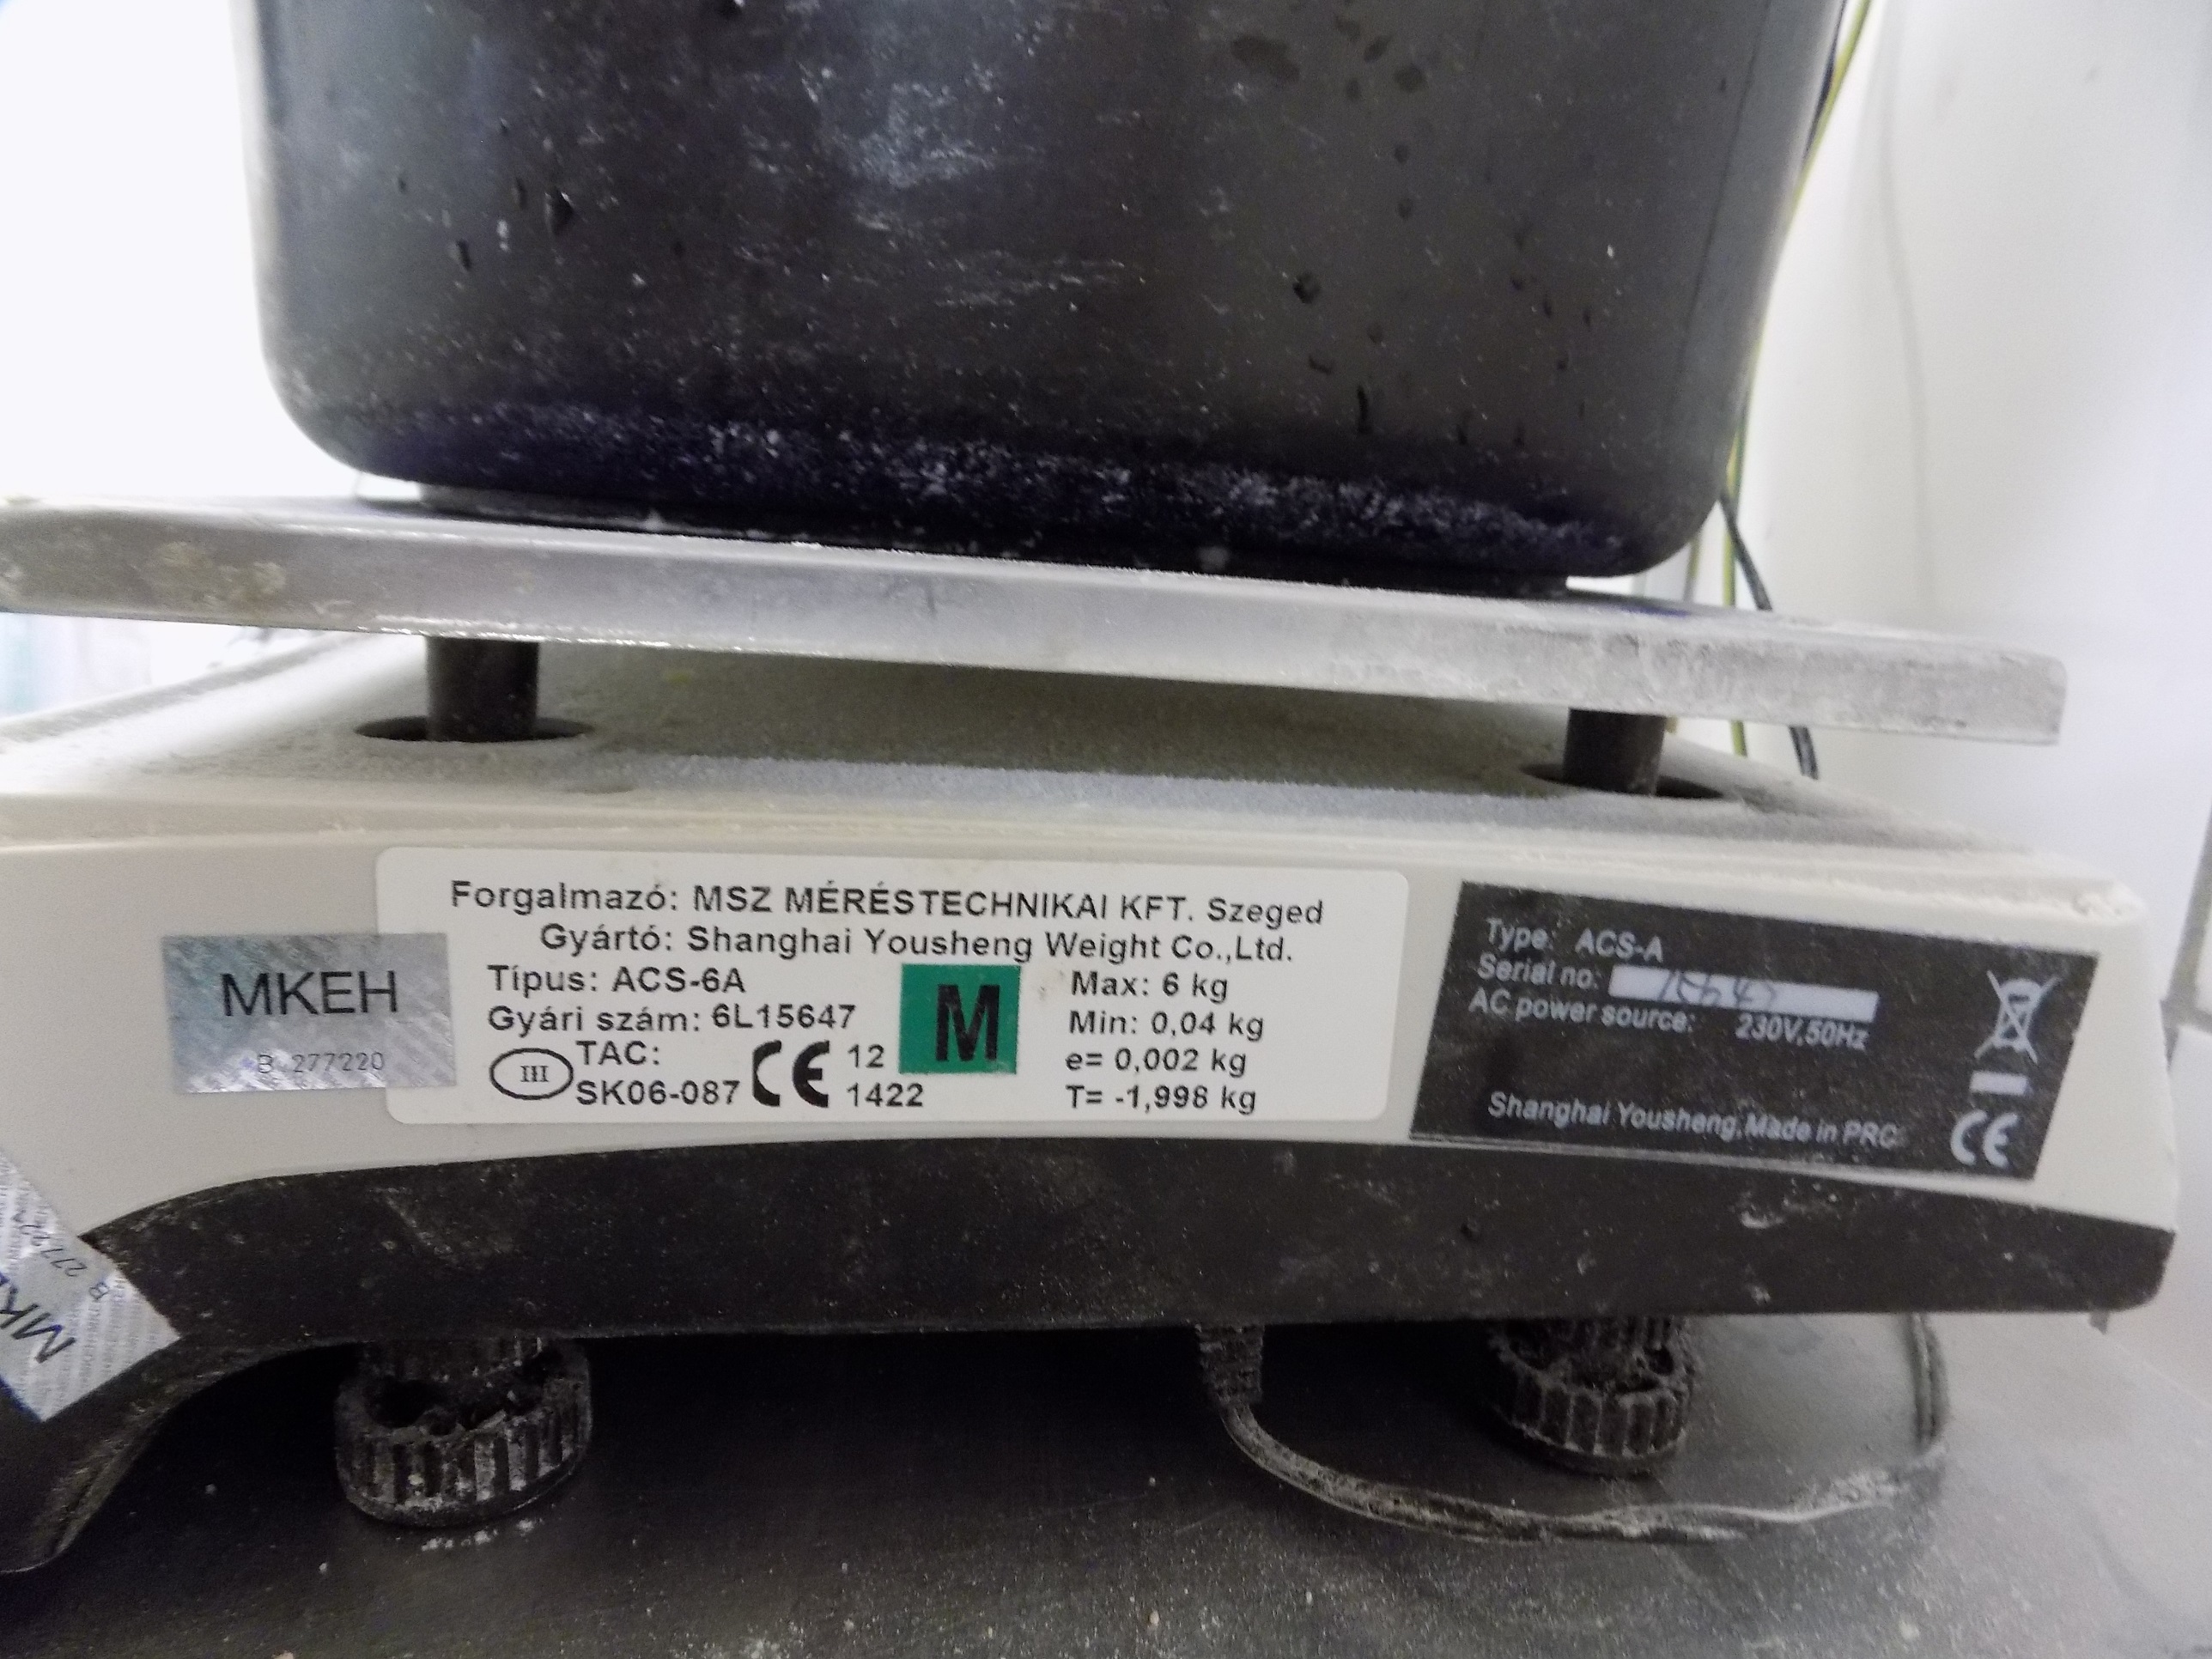 MKEH
B 277220
Forgalmazó: MSZ MÉRÉSTECHNIKAI KFT. Szeged
Gyártó: Shanghai Yousheng Weight Co.,Ltd.
Típus: ACS-6A
Gyári szám: 6L15647
III
TAC:
SK06-087
CE 12
1422
M
Max: 6 kg
Min: 0,04 kg
e= 0,002 kg
T= -1,998 kg
Type: ACS-A
Serial no:
AC power source: 230V,50Hz
Shanghai Yousheng,Made in PRC
CE